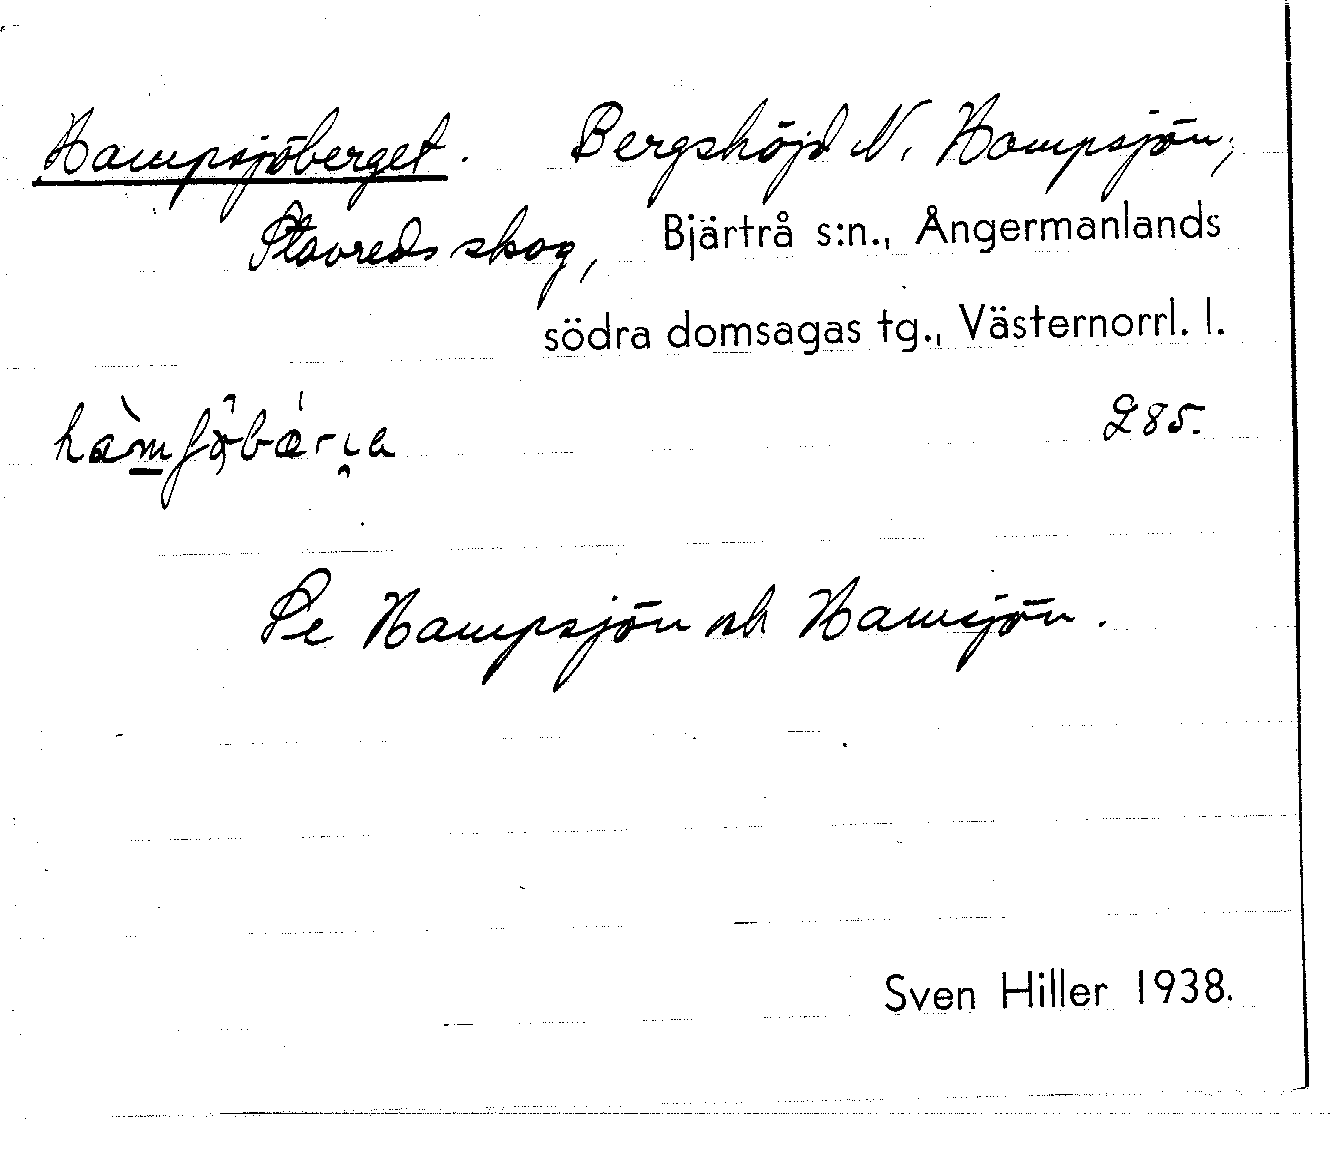 Hampsjöberget. Bergshöjd N. Hampsjön,
Stavreds skog, Bjärtrå s:n., Ångermanlands
södra domsagas tg., Västernorrl. l.
285.
Se Hampsjön och Hamsjön.
Sven Hiller 1938.